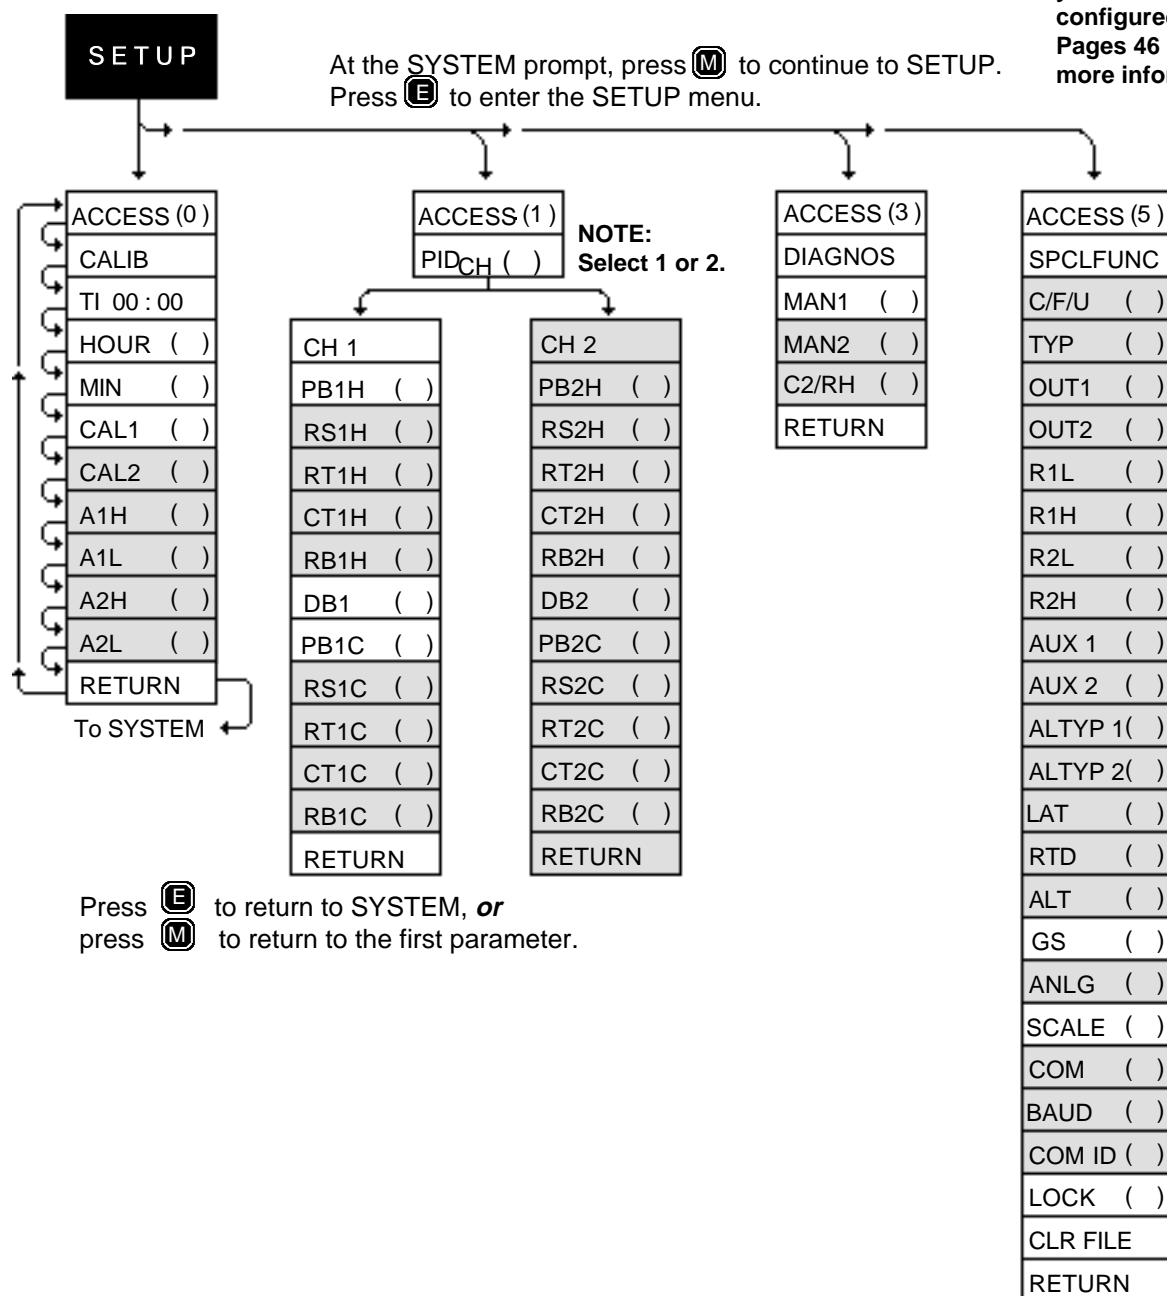 configured
Pages 46
more infor
SETUP
At the SYSTEM prompt, press M to continue to SETUP.
Press E to enter the SETUP menu.
ACCESS (0 )
CALIB
TI 00 : 00
HOUR ( )
MIN ( )
CAL1 ( )
CAL2 ( )
A1H ( )
A1L ( )
A2H ( )
A2L ( )
RETURN
To SYSTEM
ACCESS (1 )
PID CH ( )
NOTE:
Select 1 or 2.
CH 1
PB1H ( )
RS1H ( )
RT1H ( )
CT1H ( )
RB1H ( )
DB1 ( )
PB1C ( )
RS1C ( )
RT1C ( )
CT1C ( )
RB1C ( )
RETURN
CH 2
PB2H ( )
RS2H ( )
RT2H ( )
CT2H ( )
RB2H ( )
DB2 ( )
PB2C ( )
RS2C ( )
RT2C ( )
CT2C ( )
RB2C ( )
RETURN
ACCESS (3 )
DIAGNOS
MAN1 ( )
MAN2 ( )
C2/RH ( )
RETURN
ACCESS (5 )
SPCLFUNC
C/F/U ( )
TYP ( )
OUT1 ( )
OUT2 ( )
R1L ( )
R1H ( )
R2L ( )
R2H ( )
AUX 1 ( )
AUX 2 ( )
ALTYP 1( )
ALTYP 2( )
LAT ( )
RTD ( )
ALT ( )
GS ( )
ANLG ( )
SCALE ( )
COM ( )
BAUD ( )
COM ID ( )
LOCK ( )
CLR FILE
RETURN
Press E to return to SYSTEM, or
press M to return to the first parameter.